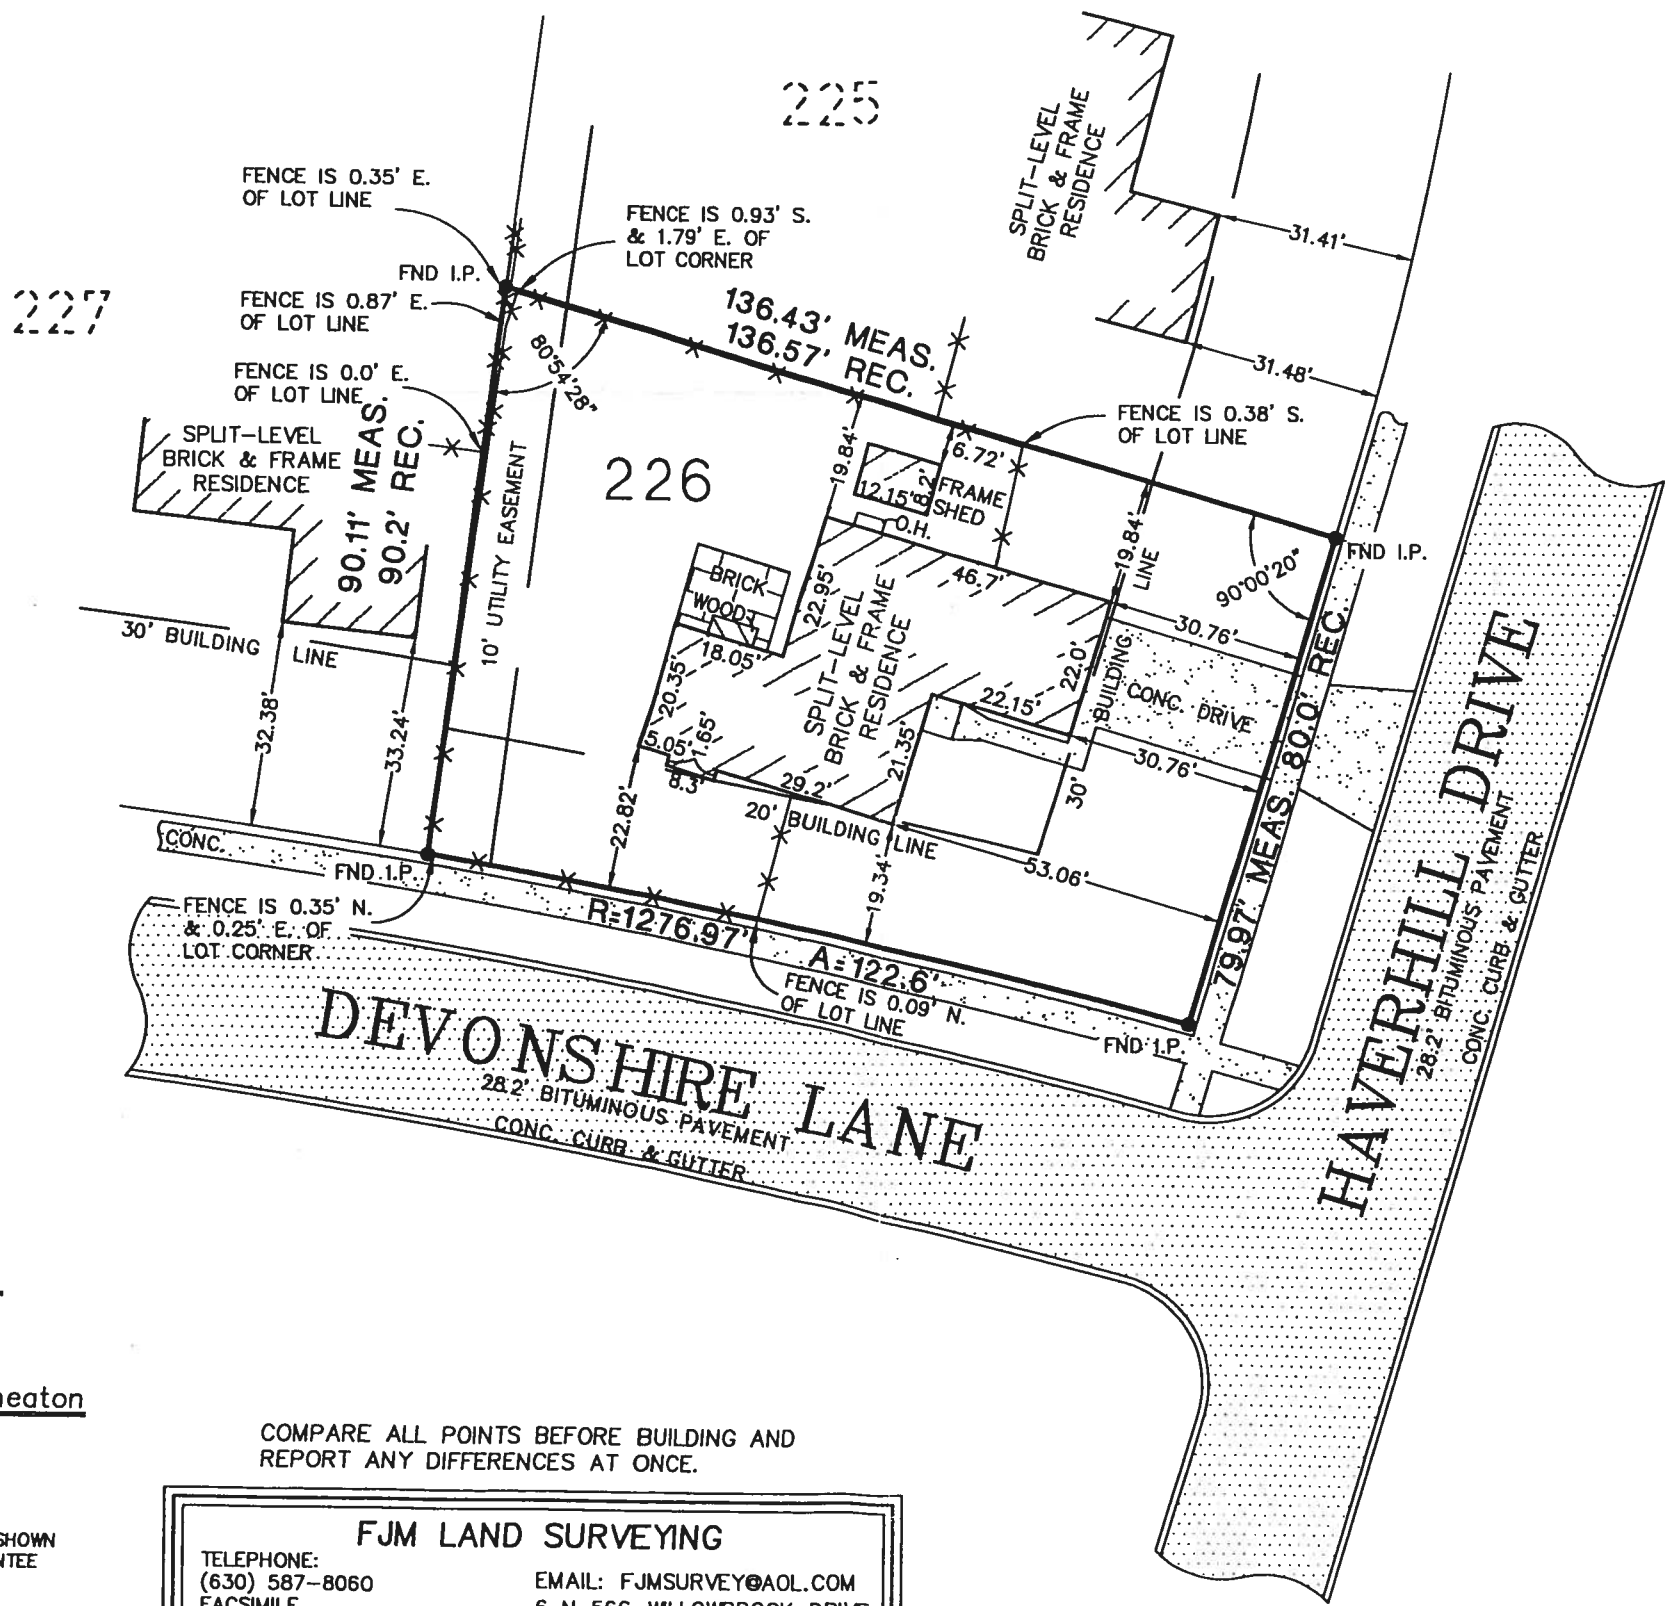 225
227
226
FENCE IS 0.35' E.
OF LOT LINE
FENCE IS 0.93' S.
& 1.79' E. OF
LOT CORNER
FND I.P.
FENCE IS 0.87' E.
OF LOT LINE
FENCE IS 0.0' E.
OF LOT LINE
80°54'28"
136.43' MEAS.
136.57' REC.
SPLIT-LEVEL
BRICK & FRAME
RESIDENCE
31.41'
31.48'
FENCE IS 0.38' S.
OF LOT LINE
SPLIT-LEVEL
BRICK & FRAME
RESIDENCE
90.11' MEAS.
90.2' REC.
10' UTILITY EASEMENT
30' BUILDING
LINE
32.38'
33.24'
19.84'
6.72'
12.15'
8.2'
FRAME
SHED
O.H.
46.7'
19.84'
LINE
BUILDING
30'
90°00'20"
FND I.P.
BRICK
WOOD
18.05'
22.95'
SPLIT-LEVEL
BRICK & FRAME
RESIDENCE
20.35'
5.05'
1.65'
8.3'
29.2'
21.35'
22.15'
22.0'
30.76'
CONC. DRIVE
30.76'
79.97' MEAS. 80.0' REC.
22.82'
20' BUILDING LINE
19.34'
53.06'
CONC.
FND I.P.
FENCE IS 0.35' N.
& 0.25' E. OF
LOT CORNER
R=1276.97'
A=122.6'
FENCE IS 0.09' N.
OF LOT LINE
FND I.P.
DEVONSHIRE LANE
28.2' BITUMINOUS PAVEMENT
CONC. CURB & GUTTER
HAVERHILL DRIVE
28.2' BITUMINOUS PAVEMENT
CONC. CURB & GUTTER
heaton
SHOWN
NTEE
COMPARE ALL POINTS BEFORE BUILDING AND
REPORT ANY DIFFERENCES AT ONCE.
FJM LAND SURVEYING
TELEPHONE:
(630) 587-8060
EMAIL: FJMSURVEY@AOL.COM
FACSIMILE
6 N 566 WILLOWBROOK DRIVE